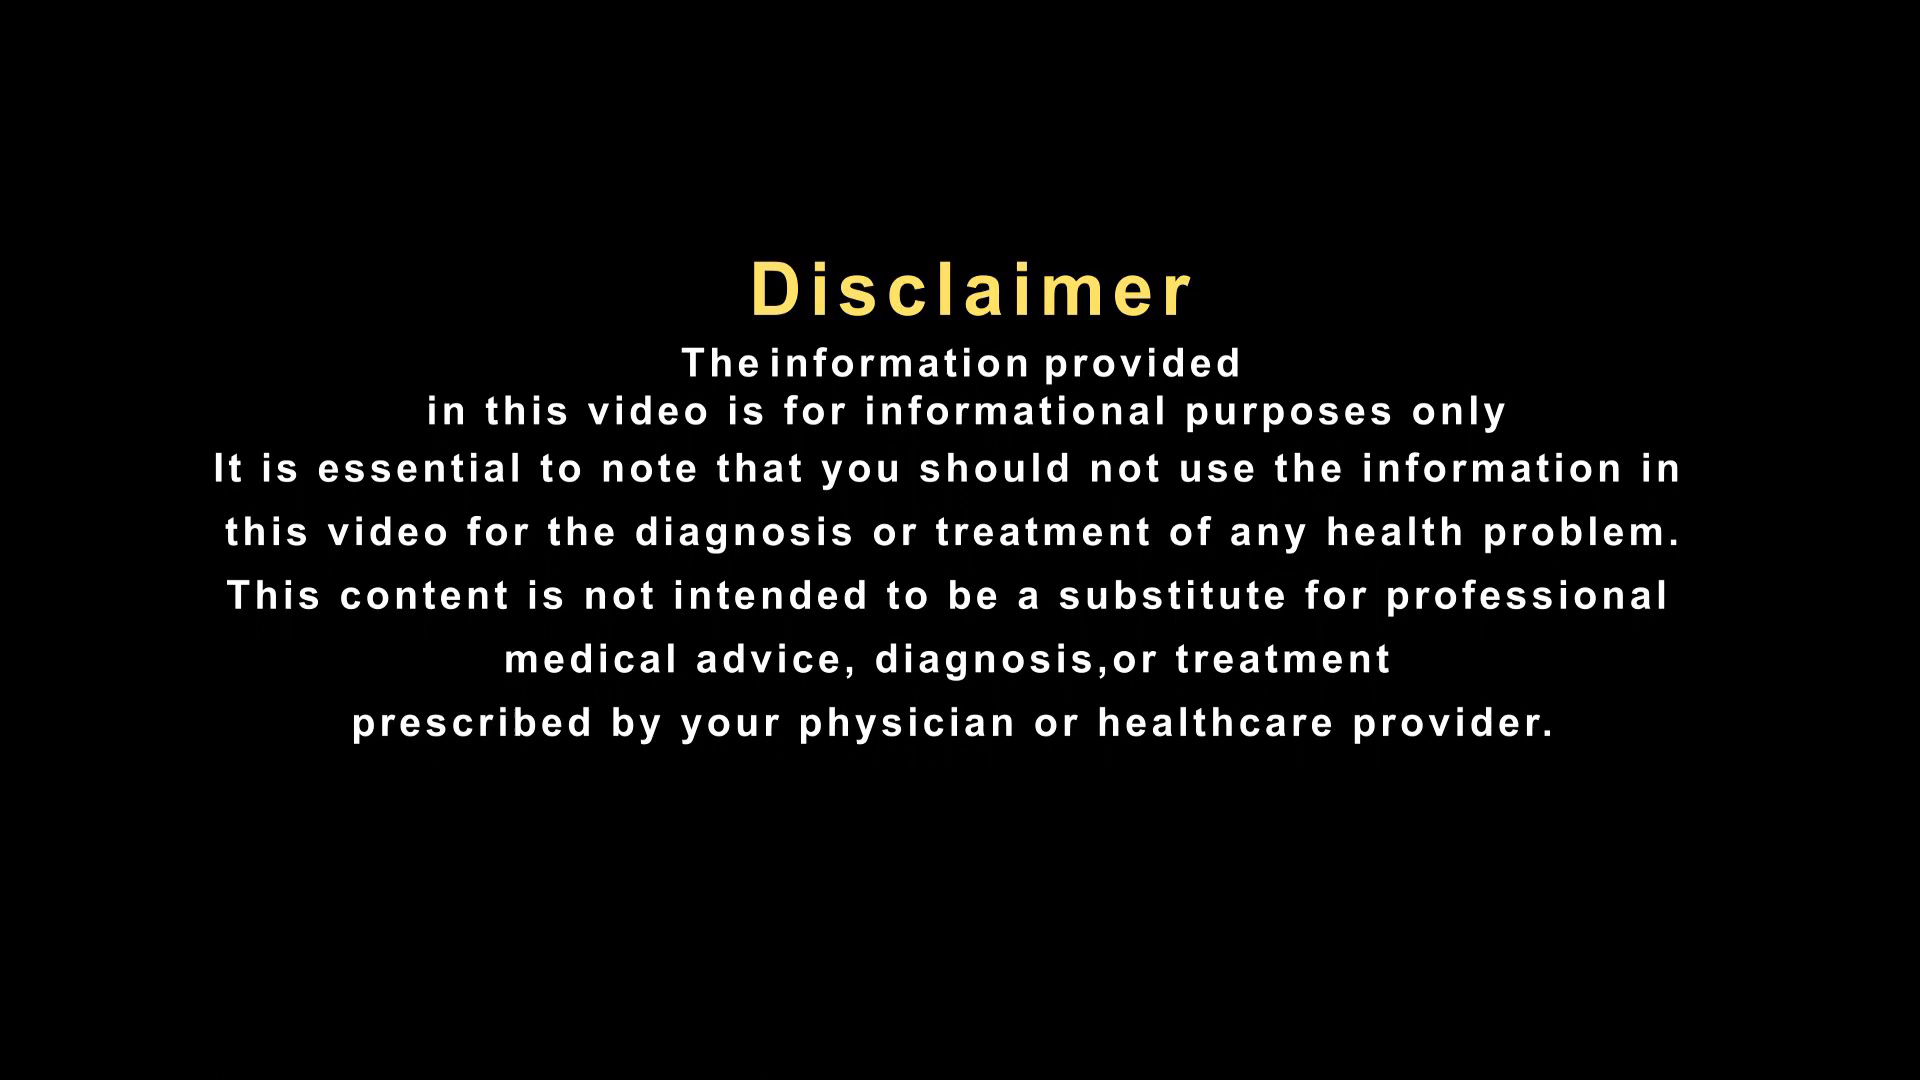 Disclaimer
The information provided
in this video is for informational purposes only
It is essential to note that you should not use the information in
this video for the diagnosis or treatment of any health problem.
This content is not intended to be a substitute for professional
medical advice, diagnosis,or treatment
prescribed by your physician or healthcare provider.